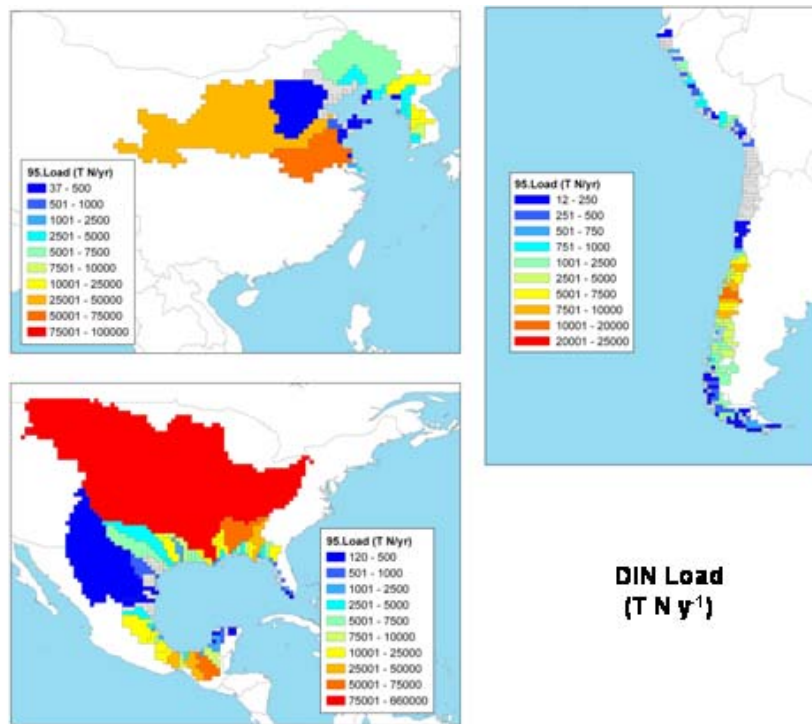 95.Load (T N/yr)
37 - 500
501 - 1000
1001 - 2500
2501 - 5000
5001 - 7500
7501 - 10000
10001 - 25000
25001 - 50000
50001 - 75000
75001 - 100000
95.Load (T N/yr)
12 - 250
251 - 500
501 - 750
751 - 1000
1001 - 2500
2501 - 5000
5001 - 7500
7501 - 10000
10001 - 20000
20001 - 25000
95.Load (T N/yr)
120 - 500
501 - 1000
1001 - 2500
2501 - 5000
5001 - 7500
7501 - 10000
10001 - 25000
25001 - 50000
50001 - 75000
75001 - 660000
DIN Load
(T N y-1)